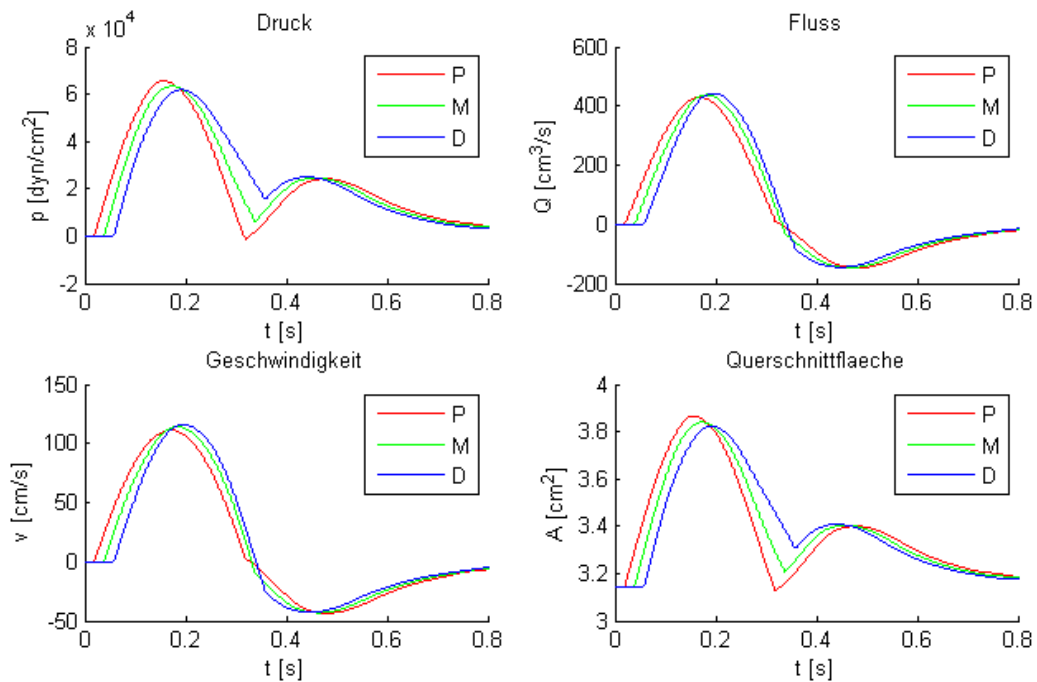 Druck
x 10^4
p [dyn/cm^2]
8
6
4
2
0
-2
0
0.2
0.4
0.6
0.8
t [s]
P
M
D
Fluss
Q [cm^3/s]
600
400
200
0
-200
0
0.2
0.4
0.6
0.8
t [s]
P
M
D
Geschwindigkeit
v [cm/s]
150
100
50
0
-50
0
0.2
0.4
0.6
0.8
t [s]
P
M
D
Querschnittflaeche
A [cm^2]
4
3.8
3.6
3.4
3.2
3
0
0.2
0.4
0.6
0.8
t [s]
P
M
D